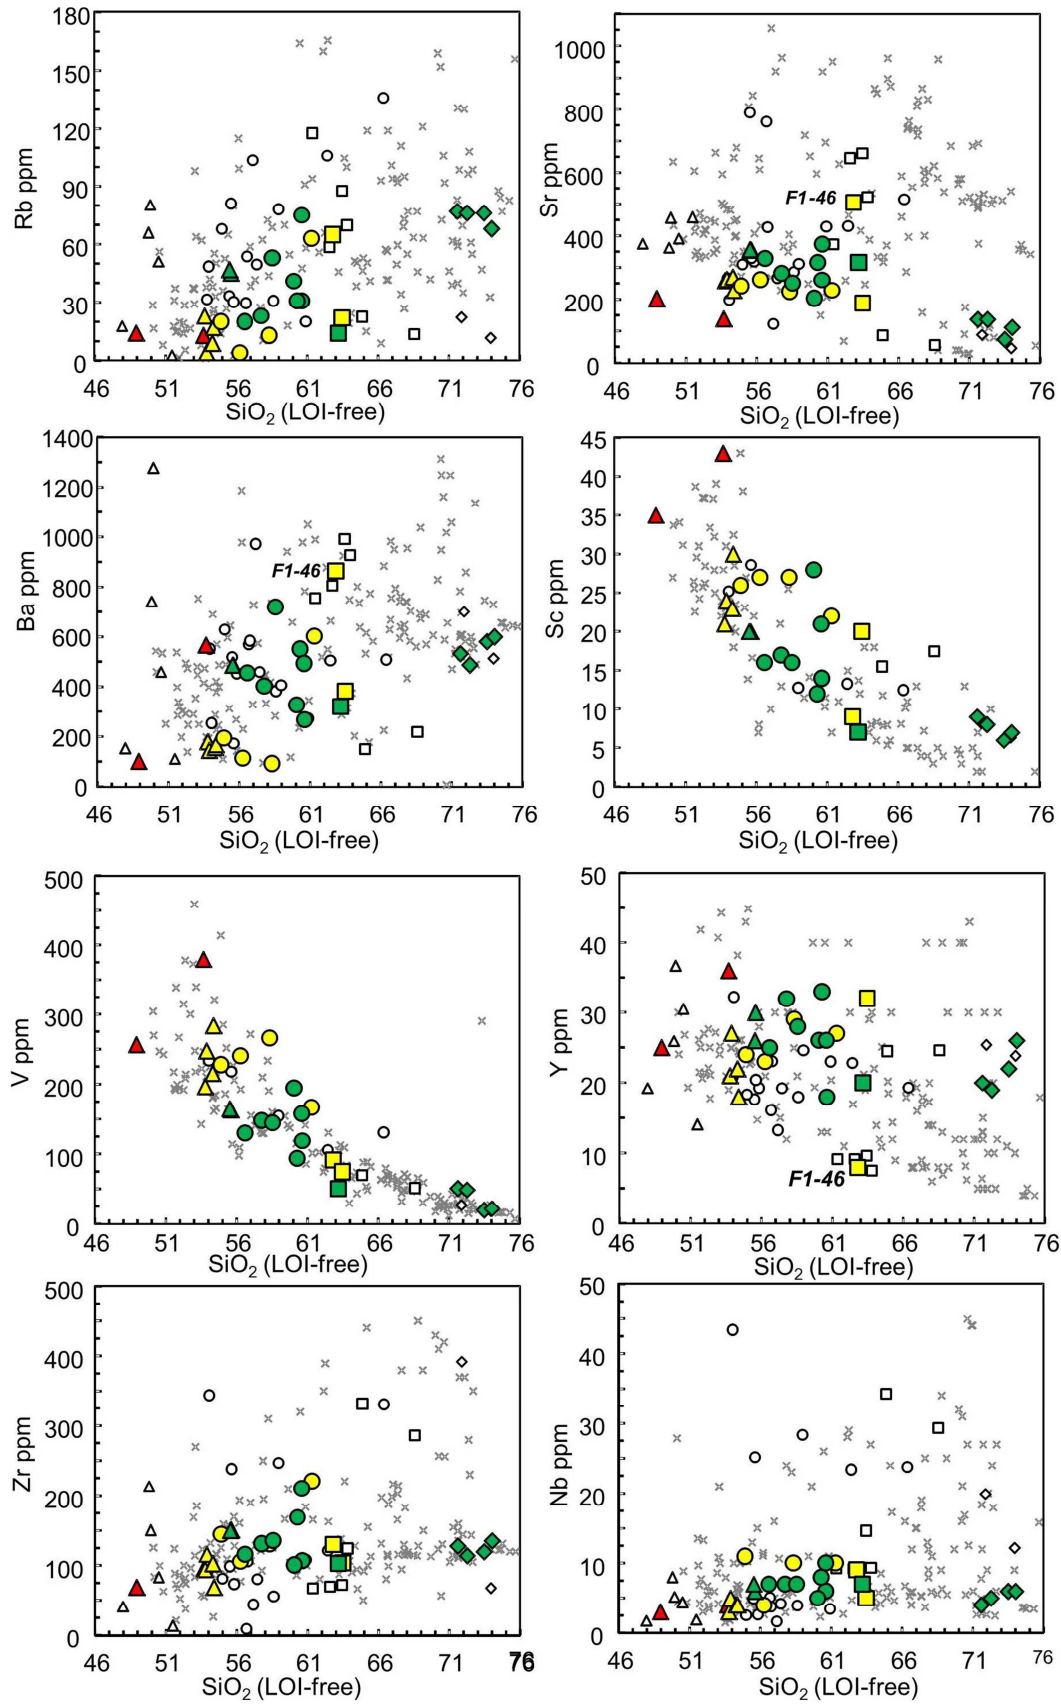 180
150
120
90
60
30
0
Rb ppm
46 51 56 61 66 71 76
SiO₂ (LOI-free)
1000
800
600
400
200
0
Sr ppm
F1-46
46 51 56 61 66 71 76
SiO₂ (LOI-free)
1400
1200
1000
800
600
400
200
0
Ba ppm
F1-46
46 51 56 61 66 71 76
SiO₂ (LOI-free)
45
40
35
30
25
20
15
10
5
0
Sc ppm
46 51 56 61 66 71 76
SiO₂ (LOI-free)
500
400
300
200
100
0
V ppm
46 51 56 61 66 71 76
SiO₂ (LOI-free)
50
40
30
20
10
0
Y ppm
F1-46
46 51 56 61 66 71 76
SiO₂ (LOI-free)
500
400
300
200
100
0
Zr ppm
46 51 56 61 66 71 76
SiO₂ (LOI-free)
50
40
30
20
10
0
Nb ppm
46 51 56 61 66 71 76
SiO₂ (LOI-free)